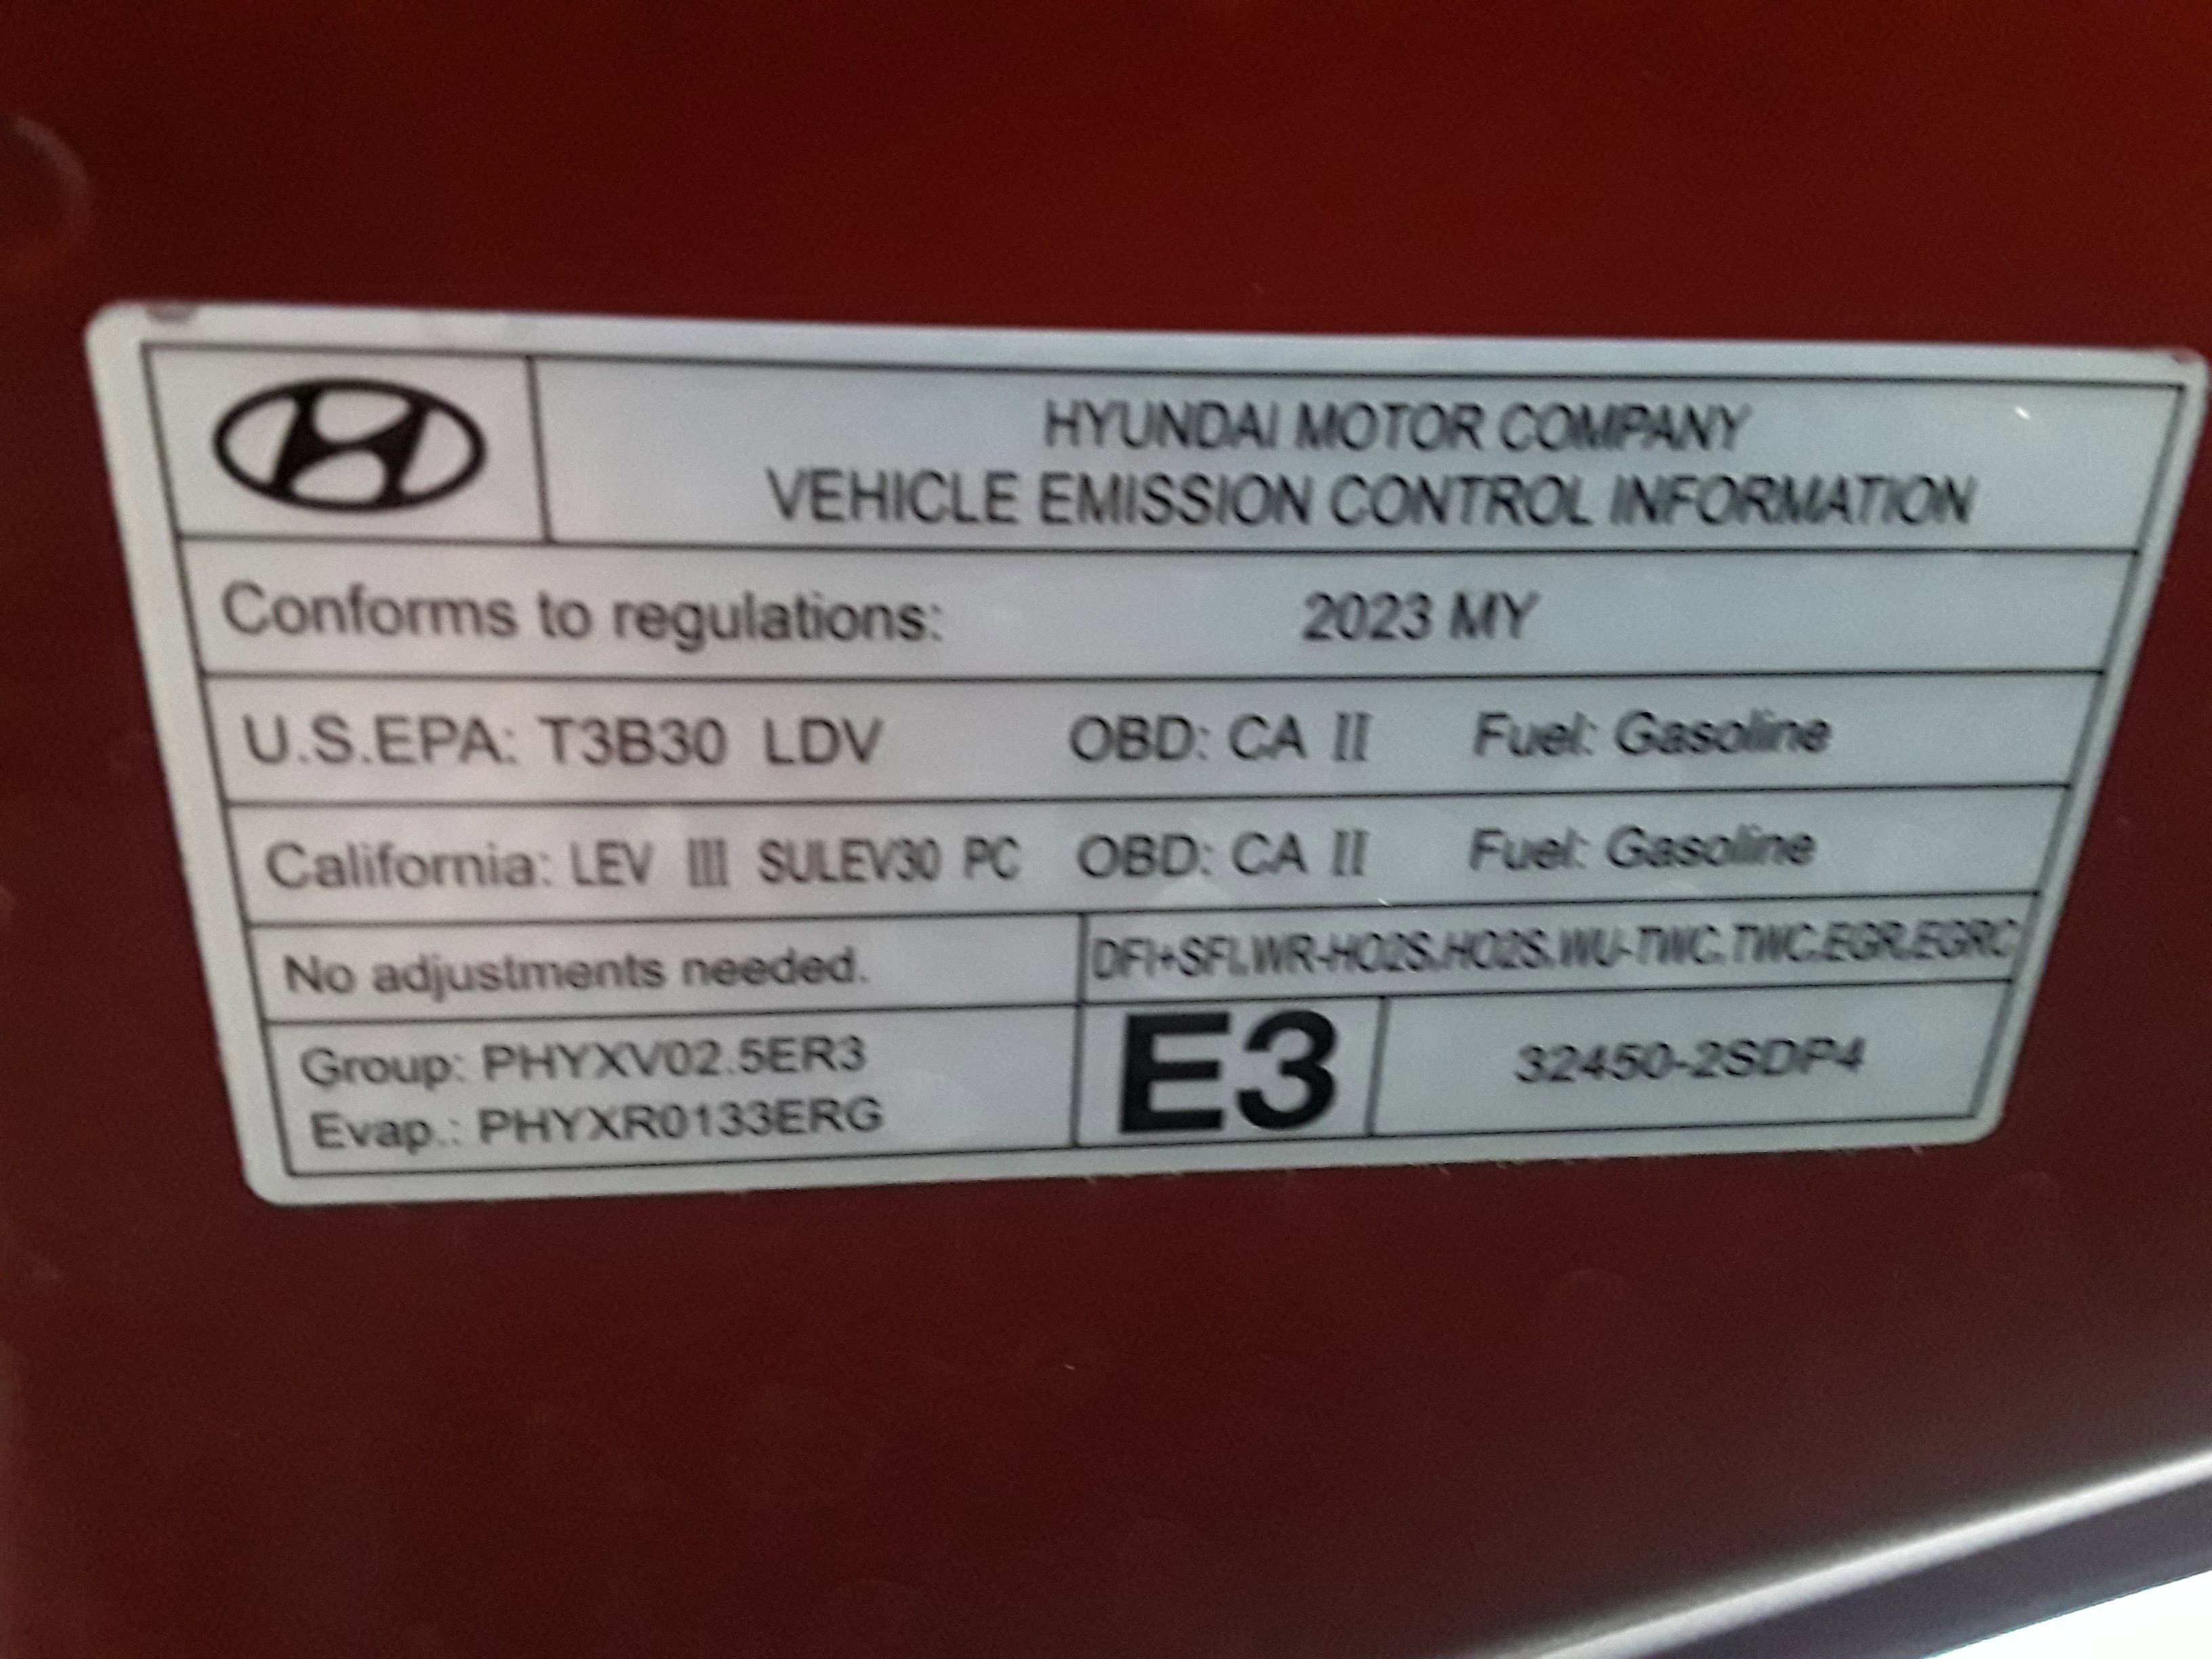 HYUNDAI MOTOR COMPANY
VEHICLE EMISSION CONTROL INFORMATION
Conforms to regulations: 2023 MY
U.S.EPA: T3B30 LDV OBD: CA II Fuel: Gasoline
California: LEV III SULEV30 PC OBD: CA II Fuel: Gasoline
No adjustments needed. DFI+SFI,WR-HO2S,HO2S,WU-TWC,TWC,EGR,EGRC
Group: PHYXV02.5ER3
Evap.: PHYXR0133ERG
E3
32450-2SDP4